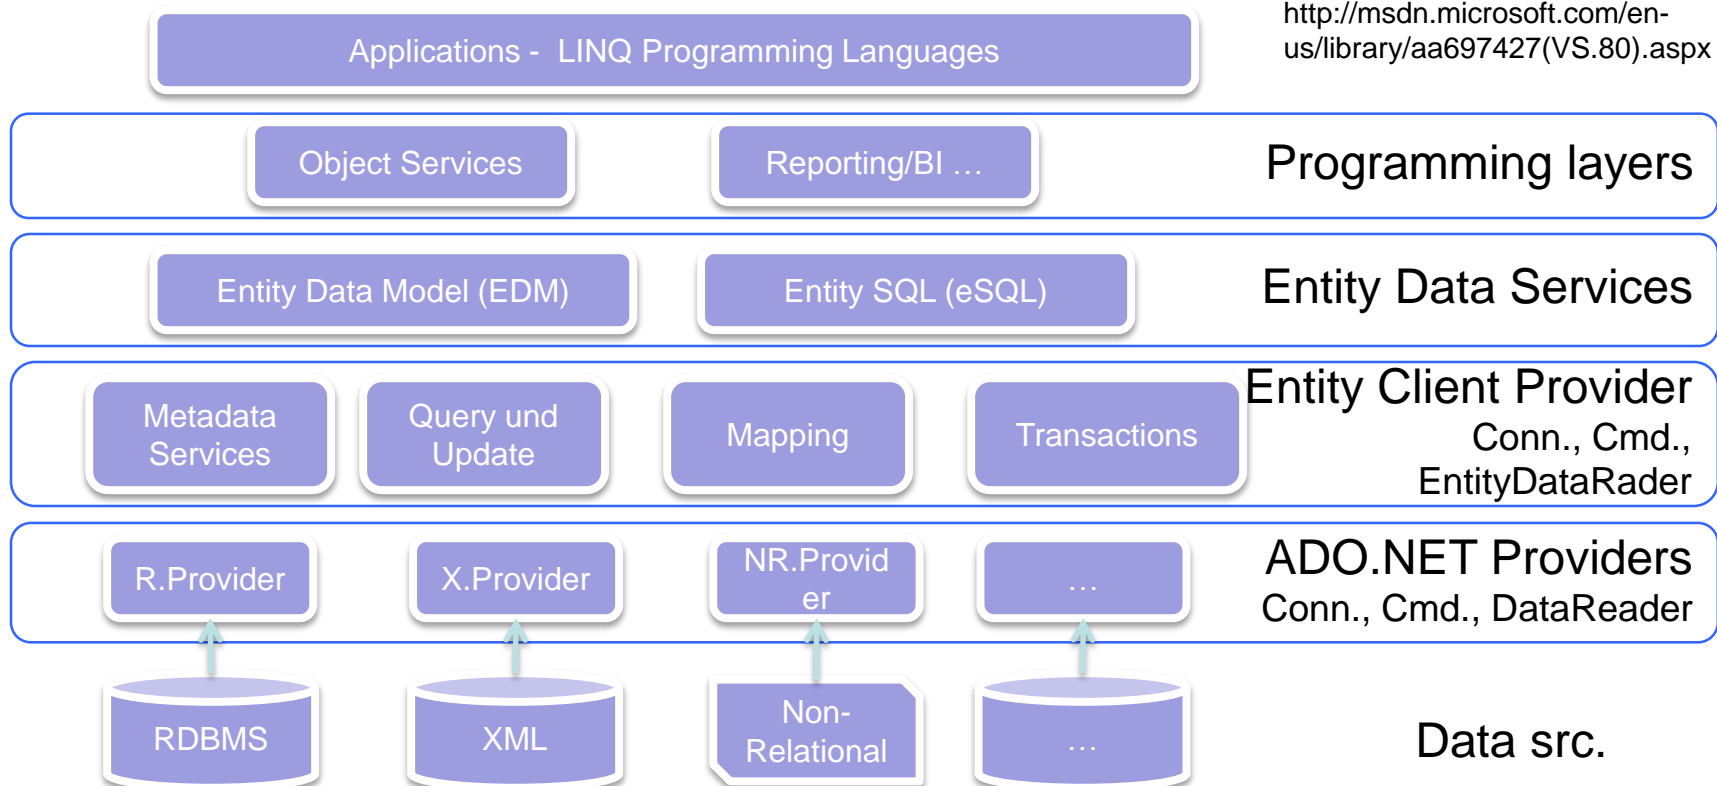 http://msdn.microsoft.com/en-
us/library/aa697427(VS.80).aspx
Applications - LINQ Programming Languages
Object Services
Reporting/BI …
Programming layers
Entity Data Model (EDM)
Entity SQL (eSQL)
Entity Data Services
Metadata
Services
Query und
Update
Mapping
Transactions
Entity Client Provider
Conn., Cmd.,
EntityDataRader
R.Provider
X.Provider
NR.Provid
er
…
ADO.NET Providers
Conn., Cmd., DataReader
RDBMS
XML
Non-
Relational
…
Data src.